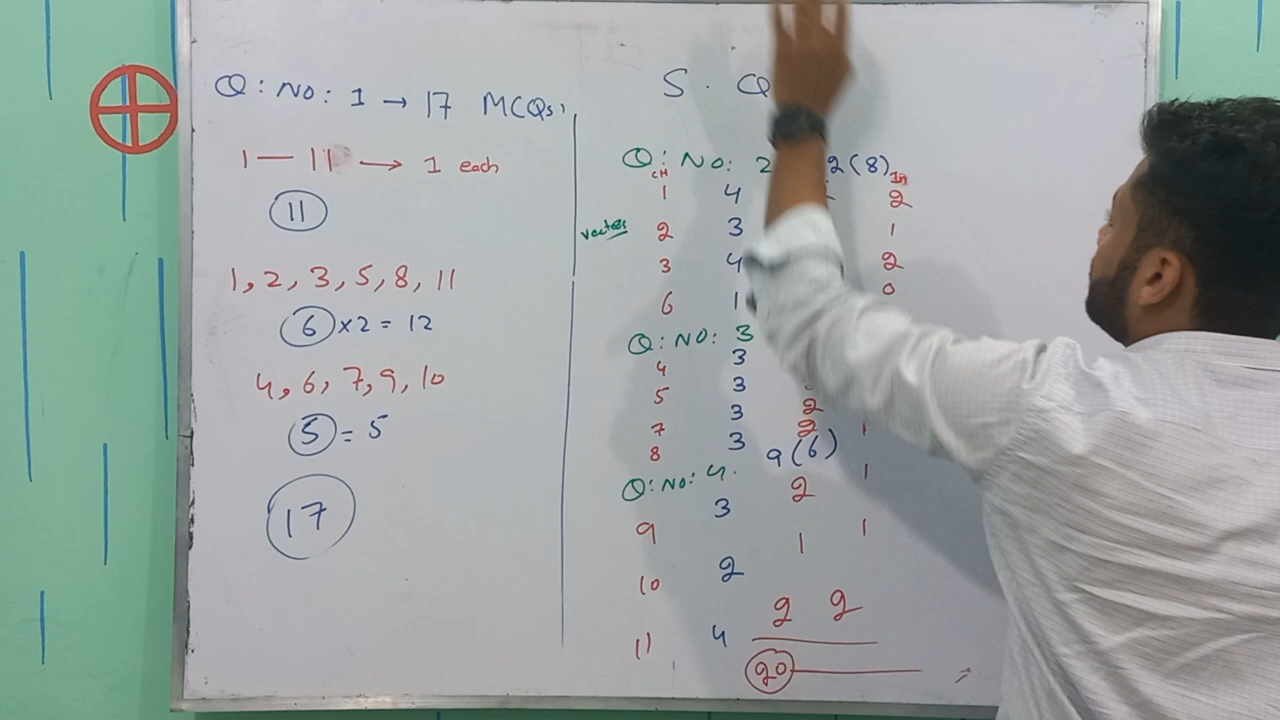 Q: NO: 1 → 17 MCQs,
1 — 11 → 1 each
11
1, 2, 3, 5, 8, 11
6 x2 = 12
4, 6, 7, 9, 10
5 = 5
17
S. Q
Q: NO: 2 2(8)
CH
1 4 2
vectors 2 3 1
3 4 2
6 1 0
Q: NO: 3
4 3
5 3
7 3 2
8 3 2 1
9(6)
Q: NO: 4. 1
9 3 2
1 1
10 2
2 2
11 4
20